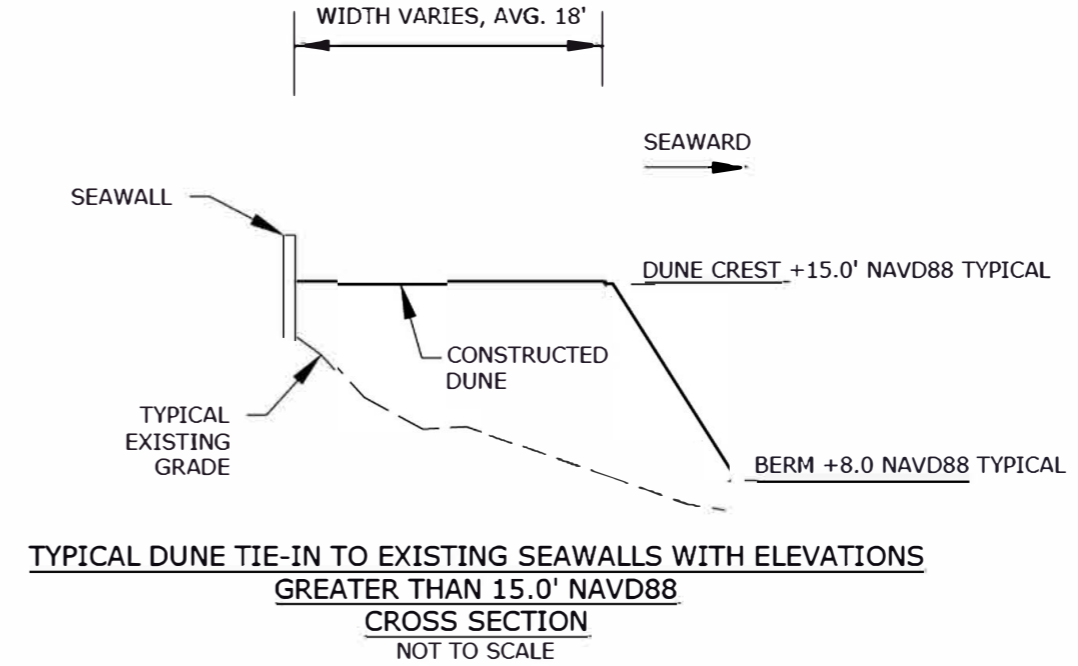 WIDTH VARIES, AVG. 18'
SEAWARD
SEAWALL
DUNE CREST +15.0' NAVD88 TYPICAL
CONSTRUCTED
DUNE
TYPICAL
EXISTING
GRADE
BERM +8.0 NAVD88 TYPICAL
TYPICAL DUNE TIE-IN TO EXISTING SEAWALLS WITH ELEVATIONS
GREATER THAN 15.0' NAVD88
CROSS SECTION
NOT TO SCALE